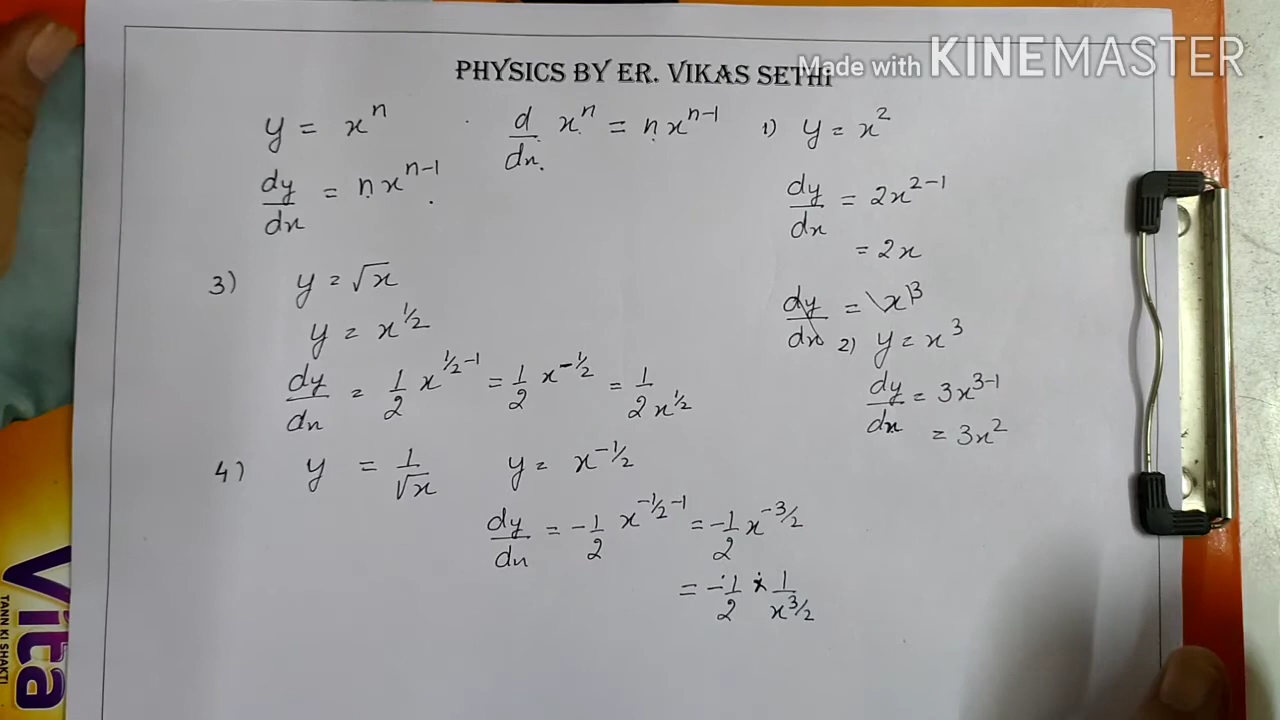 Made with KINEMASTER
PHYSICS BY ER. VIKAS SETHI
y = xⁿ
dy/dx = nxⁿ⁻¹
d/dx xⁿ = nxⁿ⁻¹
1) y = x²
dy/dx = 2x²⁻¹
= 2x
dy/dx = x³
2) y = x³
dy/dx = 3x³⁻¹
= 3x²
3) y = √x
y = x^1/2
dy/dx = 1/2 x^1/2-1 = 1/2 x^-1/2 = 1/2x^1/2
4) y = 1/√x y = x^-1/2
dy/dx = -1/2 x^-1/2-1 = -1/2 x^-3/2
= -1/2 × 1/x^3/2
Vita
TANN KI SHAKTI
Vita